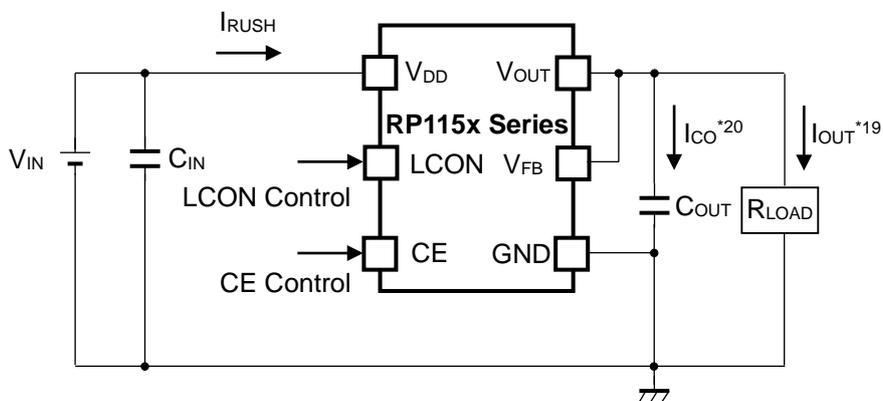 IRUSH
VDD
VOUT
RP115x Series
ICO*20
IOUT*19
VIN
CIN
LCON
VFB
LCON Control
COUT
RLOAD
CE
GND
CE Control